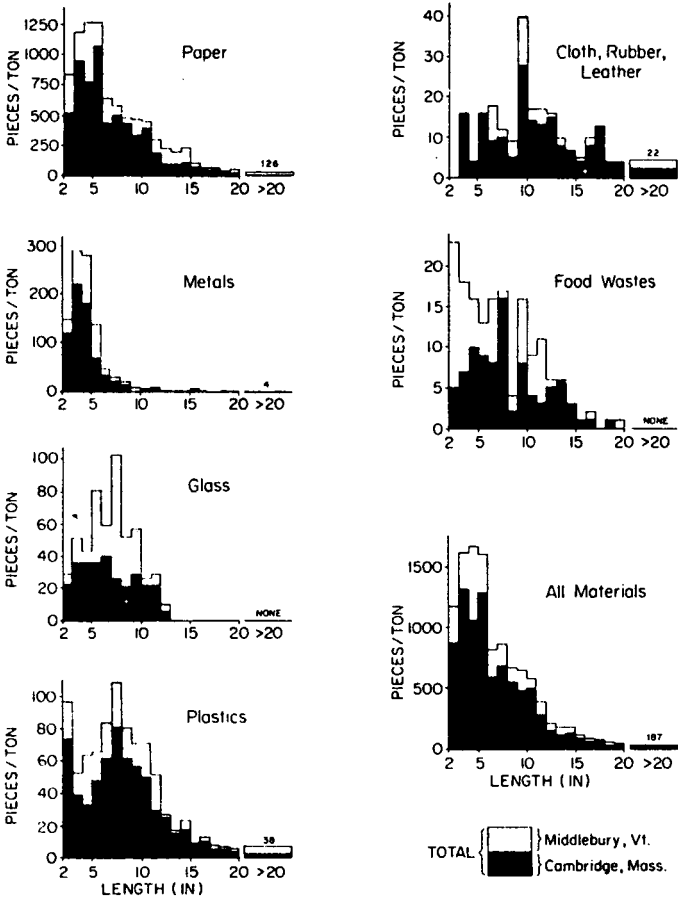 Paper
PIECES / TON
1250
1000
750
500
250
0
126
2 5 10 15 20 >20
Metals
PIECES / TON
300
200
100
0
4
2 5 10 15 20 >20
Glass
PIECES / TON
100
80
60
40
20
0
NONE
2 5 10 15 20 >20
Plastics
PIECES / TON
100
80
60
40
20
0
38
2 5 10 15 20 >20
LENGTH (IN)
Cloth, Rubber,
Leather
PIECES / TON
40
30
20
10
0
22
2 5 10 15 20 >20
Food Wastes
PIECES / TON
20
15
10
5
0
NONE
2 5 10 15 20 >20
All Materials
PIECES / TON
1500
1000
500
0
187
2 5 10 15 20 >20
LENGTH (IN)
TOTAL
Middlebury, Vt.
Cambridge, Mass.